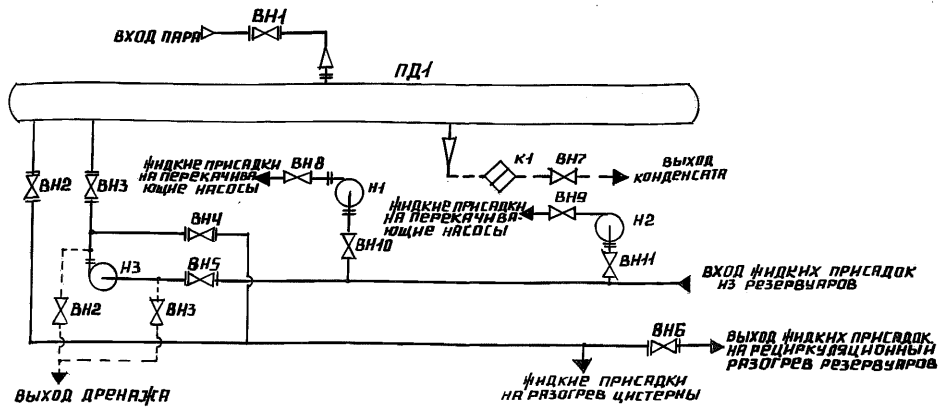 ВН1
ВХОД ПАРА
ПД1
ЖИДКИЕ ПРИСАДКИ
НА ПЕРЕКАЧИВА-
ЮЩИЕ НАСОСЫ
ВН8
Н1
К1
ВН7
ВЫХОД
КОНДЕНСАТА
ВН2
ВН3
ЖИДКИЕ ПРИСАДКИ
НА ПЕРЕКАЧИВА-
ЮЩИЕ НАСОСЫ
ВН9
Н2
ВН4
ВН10
ВН11
Н3
ВН5
ВХОД ЖИДКИХ ПРИСАДОК
ИЗ РЕЗЕРВУАРОВ
ВН2
ВН3
ВН6
ВЫХОД ЖИДКИХ ПРИСАДОК
НА РЕЦИРКУЛЯЦИОННЫЙ
РАЗОГРЕВ РЕЗЕРВУАРОВ
ВЫХОД ДРЕНАЖА
ЖИДКИЕ ПРИСАДКИ
НА РАЗОГРЕВ ЦИСТЕРНЫ